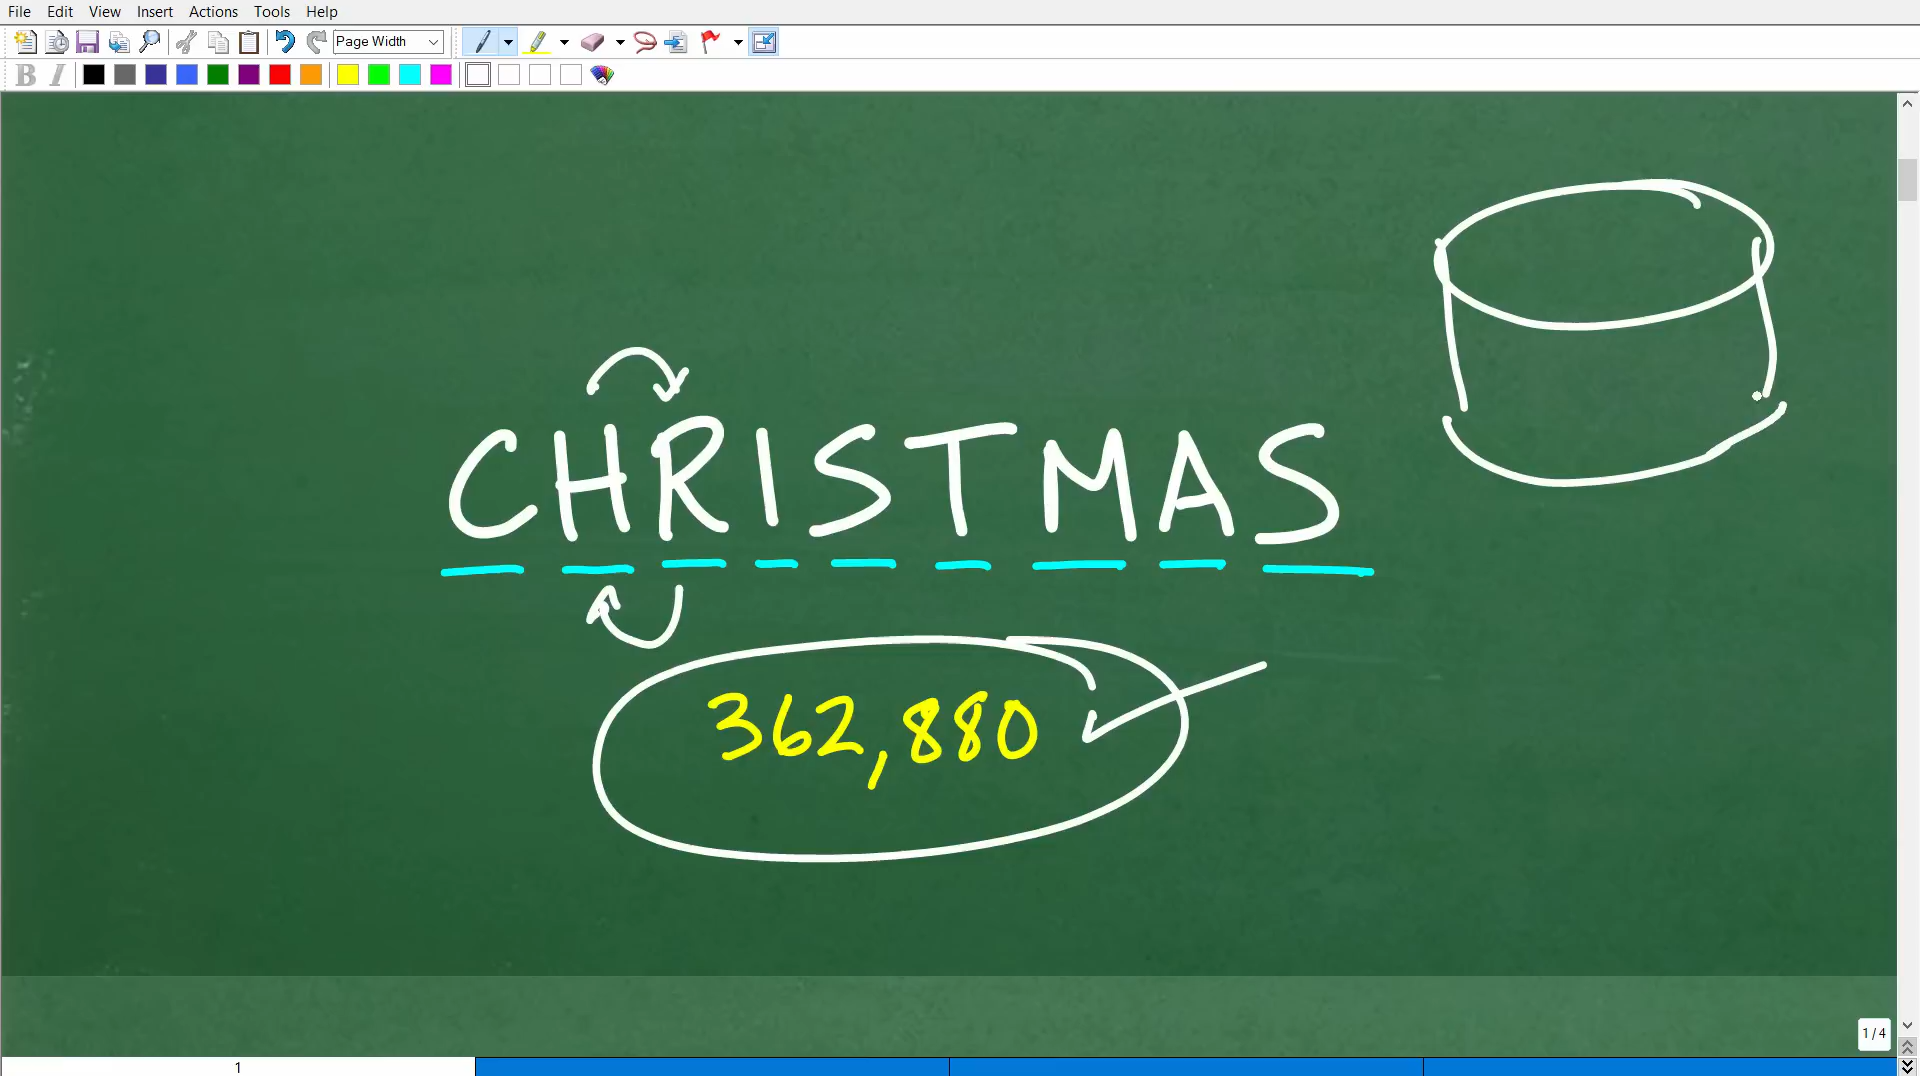 File Edit View Insert Actions Tools Help
Page Width
B I
CHRISTMAS
362,880
1 / 4
1